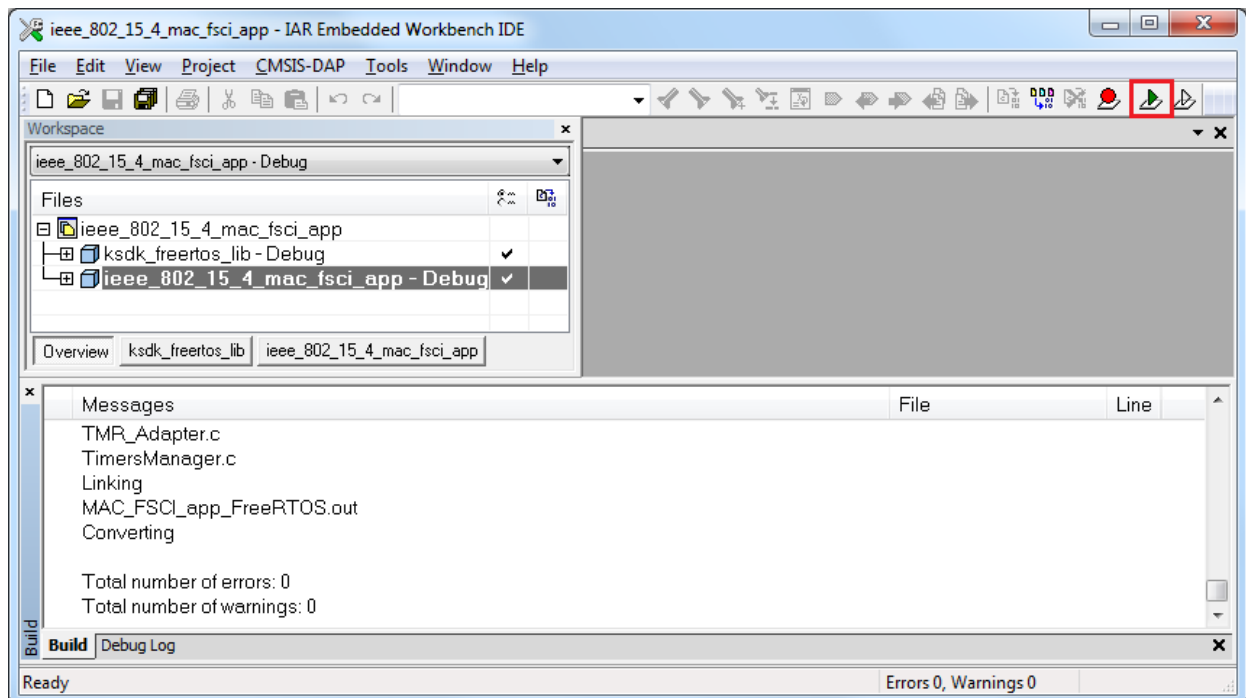 ieee_802_15_4_mac_fsci_app - IAR Embedded Workbench IDE
File Edit View Project CMSIS-DAP Tools Window Help
Workspace
ieee_802_15_4_mac_fsci_app - Debug
Files
ieee_802_15_4_mac_fsci_app
ksdk_freertos_lib - Debug
ieee_802_15_4_mac_fsci_app - Debug
Overview ksdk_freertos_lib ieee_802_15_4_mac_fsci_app
Messages File Line
TMR_Adapter.c
TimersManager.c
Linking
MAC_FSCI_app_FreeRTOS.out
Converting
Total number of errors: 0
Total number of warnings: 0
Build
Build Debug Log
Ready Errors 0, Warnings 0